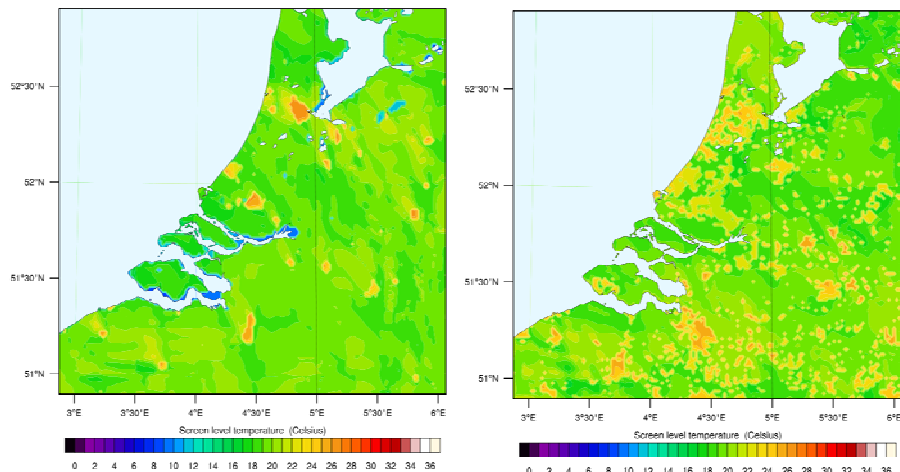 52°30'N
52°N
51°30'N
51°N
3°E 3°30'E 4°E 4°30'E 5°E 5°30'E 6°E
Screen level temperature (Celsius)
0 2 4 6 8 10 12 14 16 18 20 22 24 26 28 30 32 34 36
52°30'N
52°N
51°30'N
51°N
3°E 3°30'E 4°E 4°30'E 5°E 5°30'E 6°E
Screen level temperature (Celsius)
0 2 4 6 8 10 12 14 16 18 20 22 24 26 28 30 32 34 36